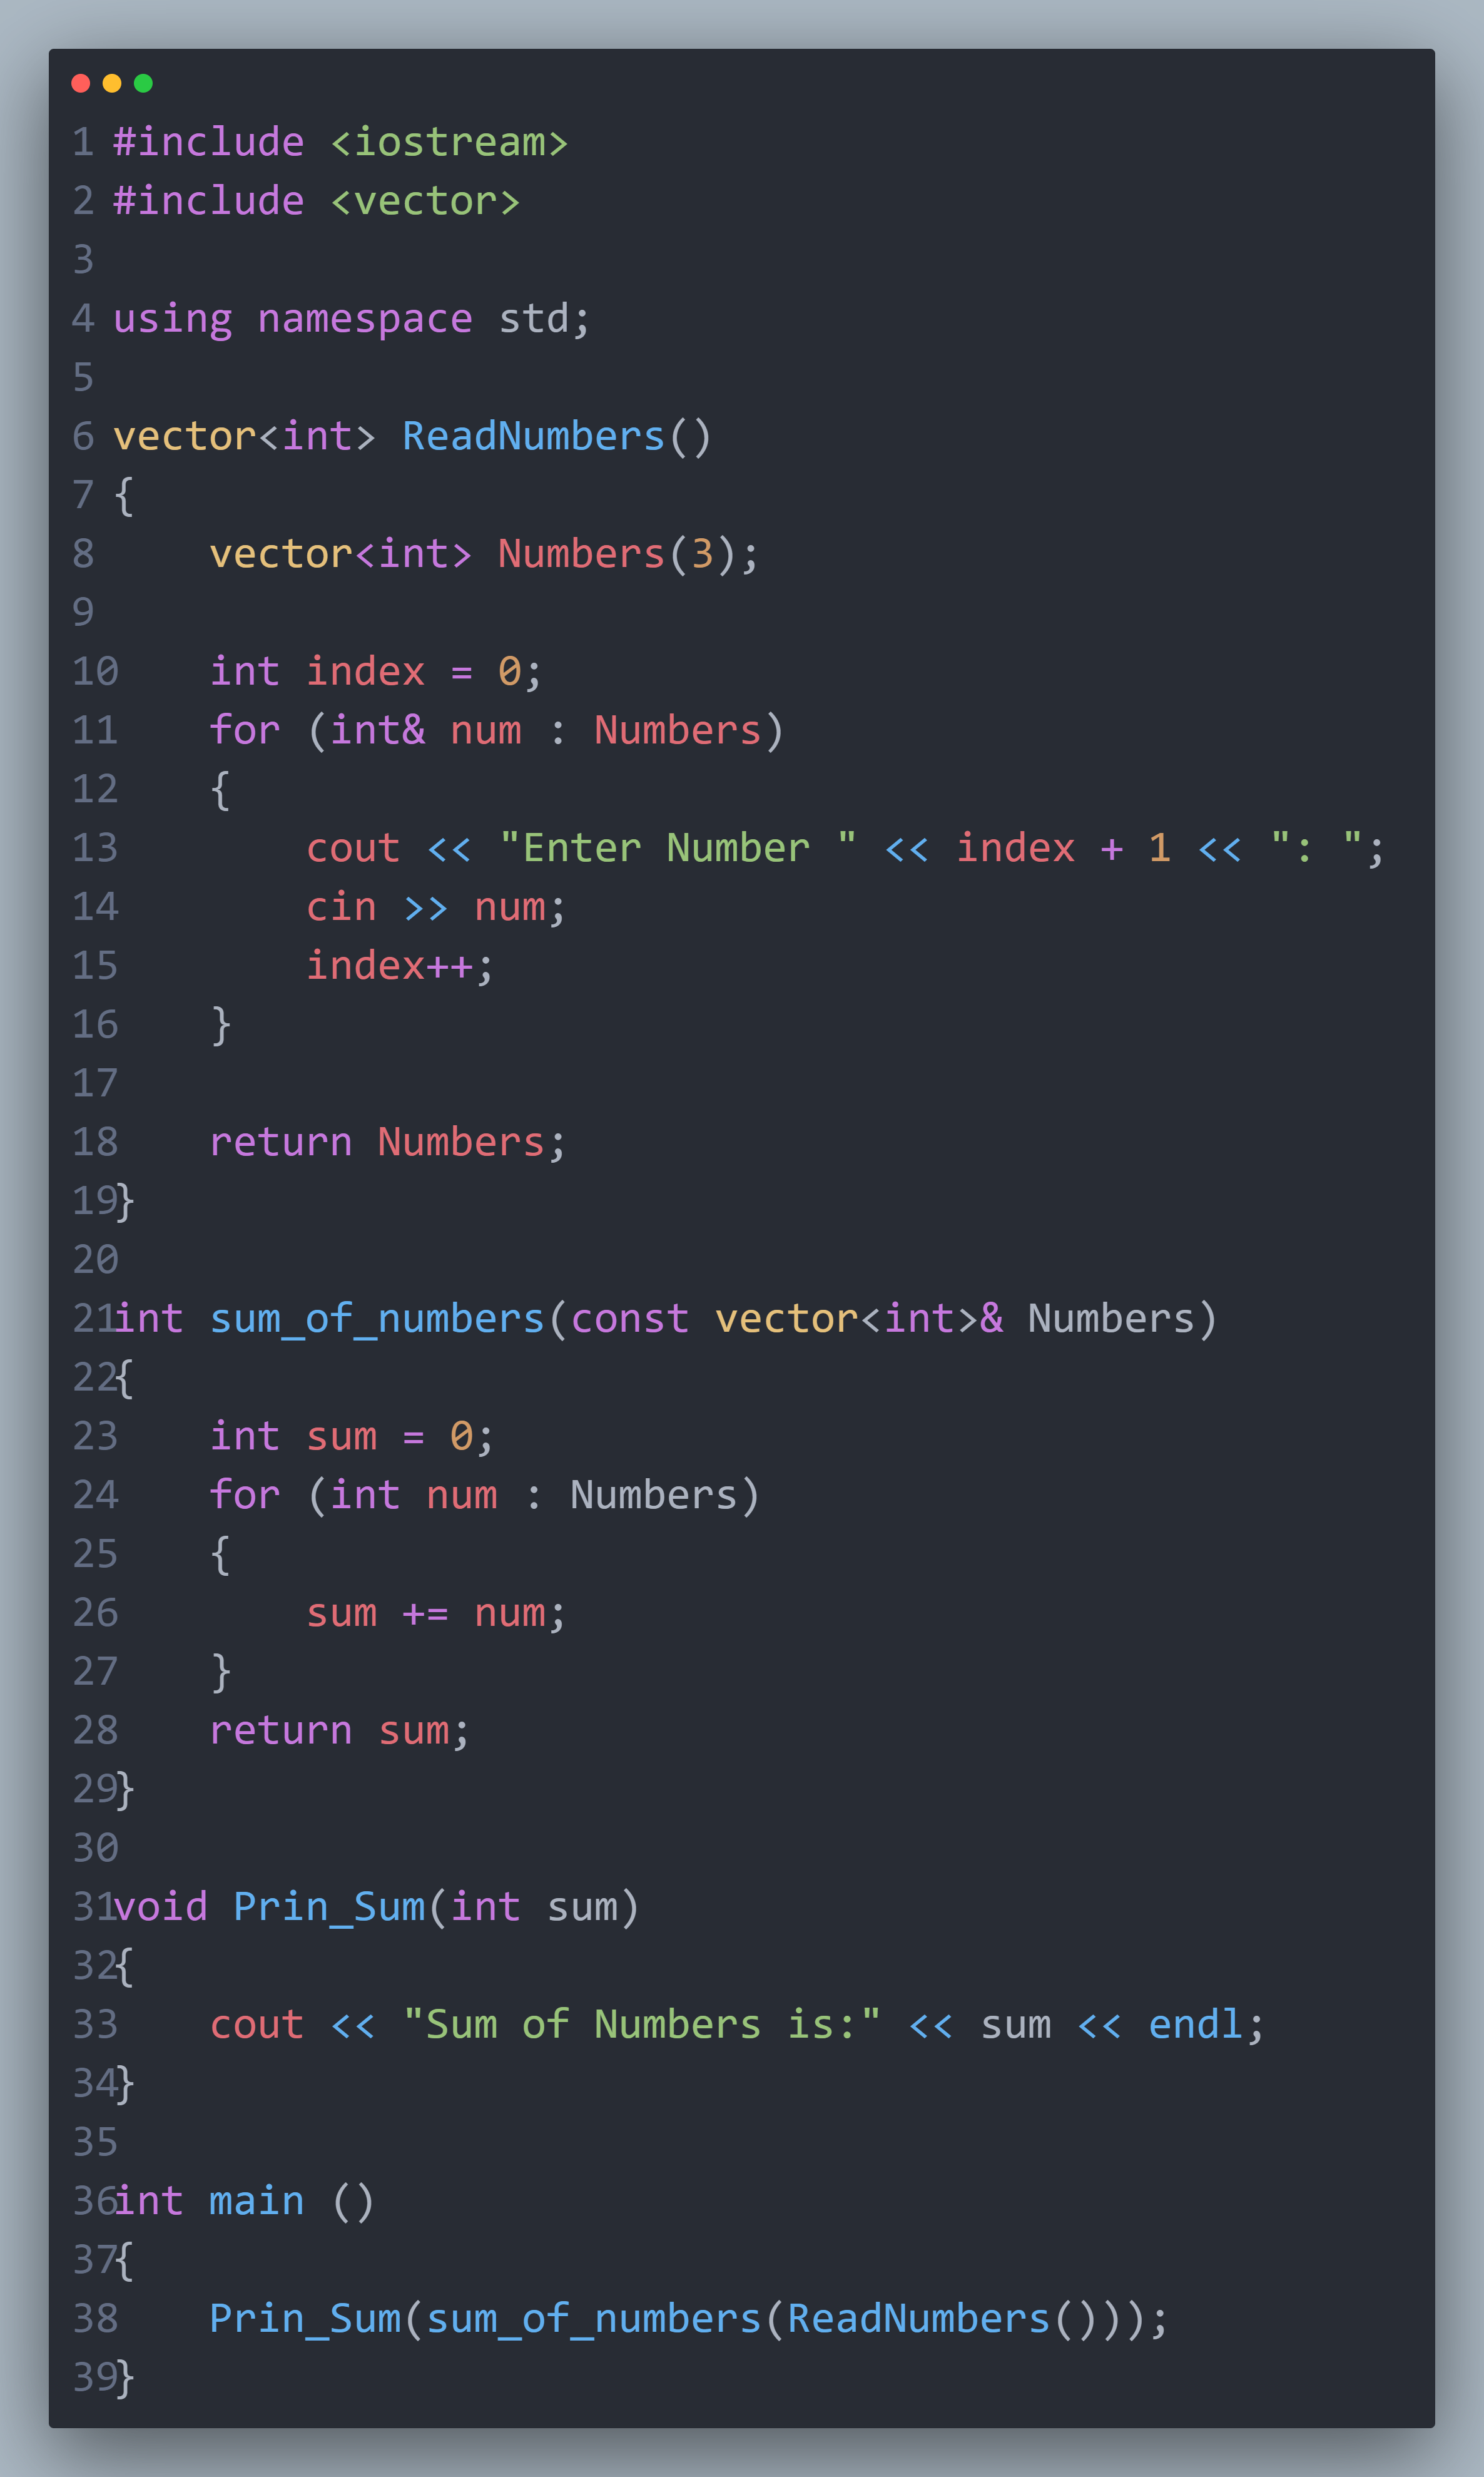 1 #include <iostream>
2 #include <vector>
3
4 using namespace std;
5
6 vector<int> ReadNumbers()
7 {
8     vector<int> Numbers(3);
9
10    int index = 0;
11    for (int& num : Numbers)
12    {
13        cout << "Enter Number " << index + 1 << ": ";
14        cin >> num;
15        index++;
16    }
17
18    return Numbers;
19}
20
21int sum_of_numbers(const vector<int>& Numbers)
22{
23    int sum = 0;
24    for (int num : Numbers)
25    {
26        sum += num;
27    }
28    return sum;
29}
30
31void Prin_Sum(int sum)
32{
33    cout << "Sum of Numbers is:" << sum << endl;
34}
35
36int main ()
37{
38    Prin_Sum(sum_of_numbers(ReadNumbers()));
39}